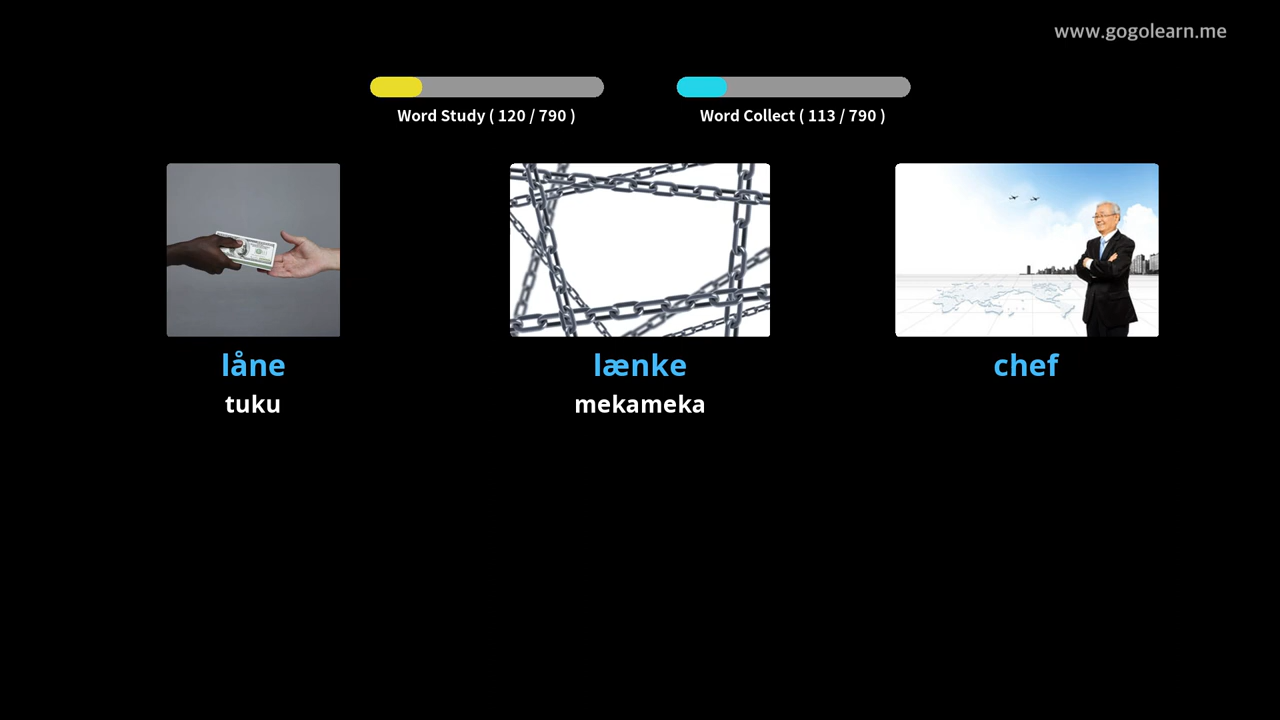 www.gogolearn.me
Word Study ( 120 / 790 )
Word Collect ( 113 / 790 )
låne
lænke
chef
tuku
mekameka